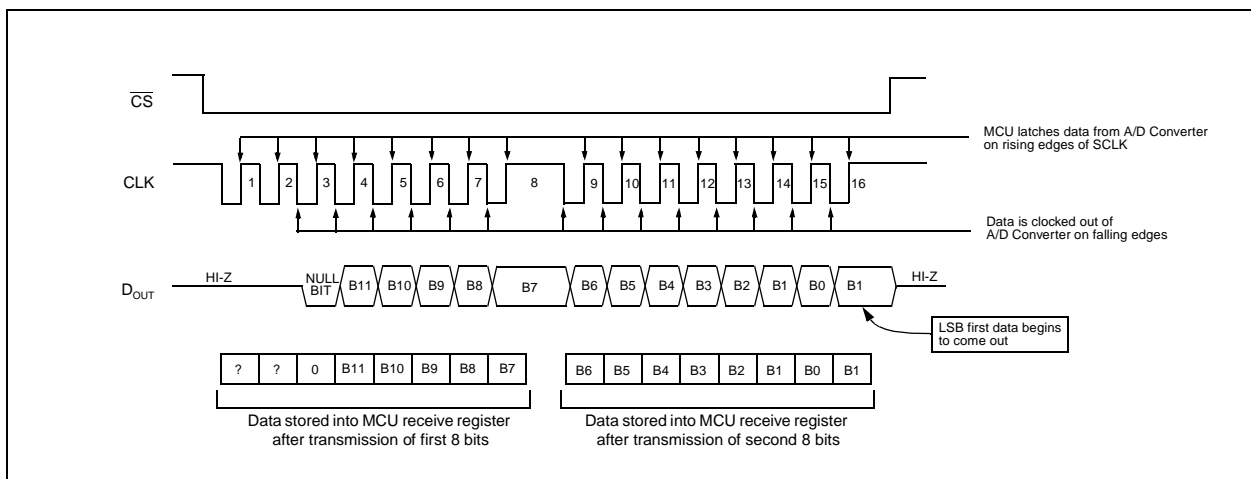 CS
MCU latches data from A/D Converter
on rising edges of SCLK
CLK
1 2 3 4 5 6 7 8 9 10 11 12 13 14 15 16
Data is clocked out of
A/D Converter on falling edges
DOUT
HI-Z
NULL
BIT
B11 B10 B9 B8 B7 B6 B5 B4 B3 B2 B1 B0 B1
HI-Z
LSB first data begins
to come out
? ? 0 B11 B10 B9 B8 B7
B6 B5 B4 B3 B2 B1 B0 B1
Data stored into MCU receive register
after transmission of first 8 bits
Data stored into MCU receive register
after transmission of second 8 bits